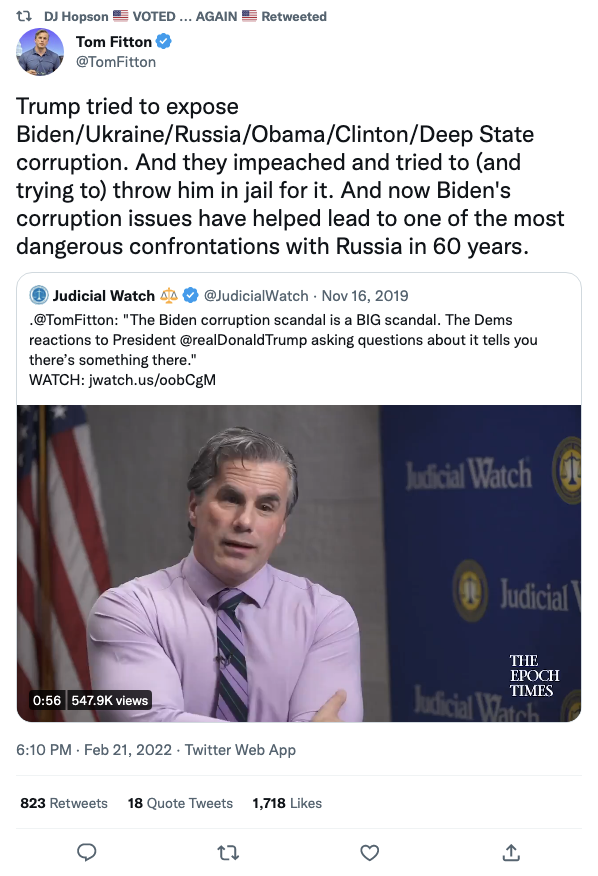 DJ Hopson 🇺🇸 VOTED ... AGAIN 🇺🇸 Retweeted
Tom Fitton
@TomFitton
Trump tried to expose
Biden/Ukraine/Russia/Obama/Clinton/Deep State
corruption. And they impeached and tried to (and
trying to) throw him in jail for it. And now Biden's
corruption issues have helped lead to one of the most
dangerous confrontations with Russia in 60 years.
Judicial Watch ⚖️ @JudicialWatch · Nov 16, 2019
.@TomFitton: "The Biden corruption scandal is a BIG scandal. The Dems
reactions to President @realDonaldTrump asking questions about it tells you
there's something there."
WATCH: jwatch.us/oobCgM
Judicial Watch
Judicial W
THE
EPOCH
TIMES
Judicial Watch
0:56 547.9K views
6:10 PM · Feb 21, 2022 · Twitter Web App
823 Retweets 18 Quote Tweets 1,718 Likes